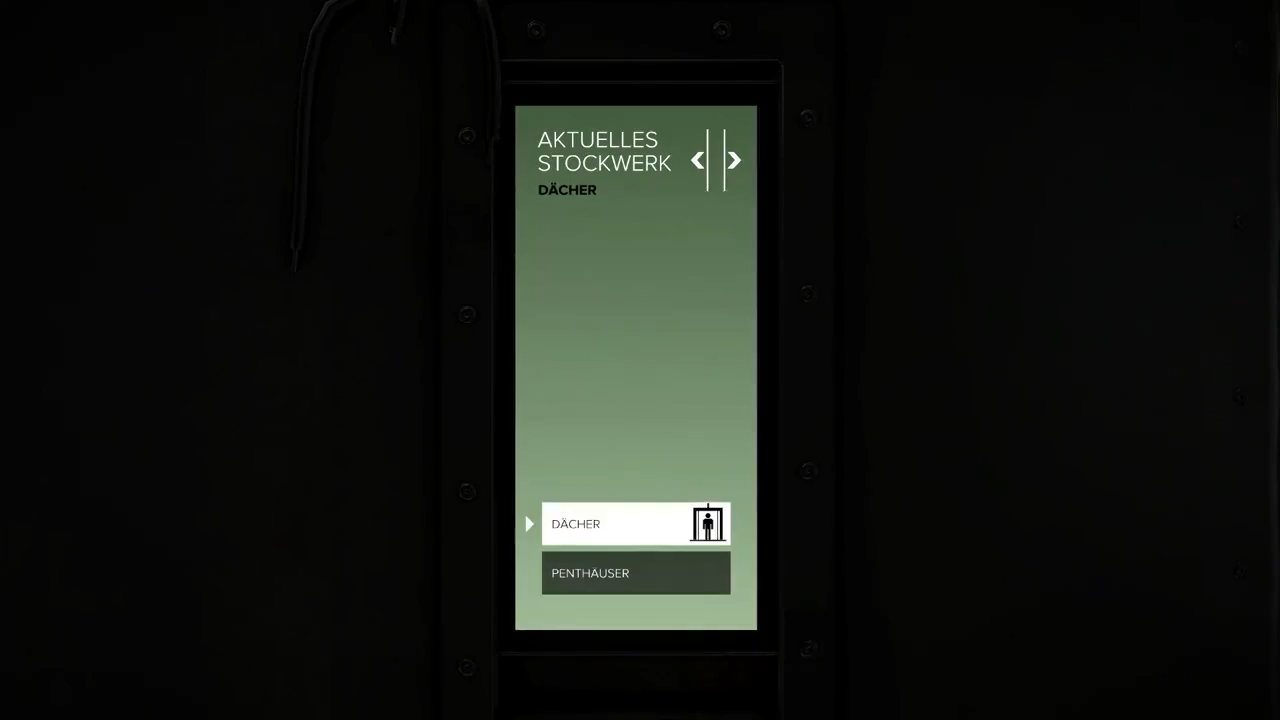 AKTUELLES
STOCKWERK
DÄCHER
DÄCHER
PENTHÄUSER